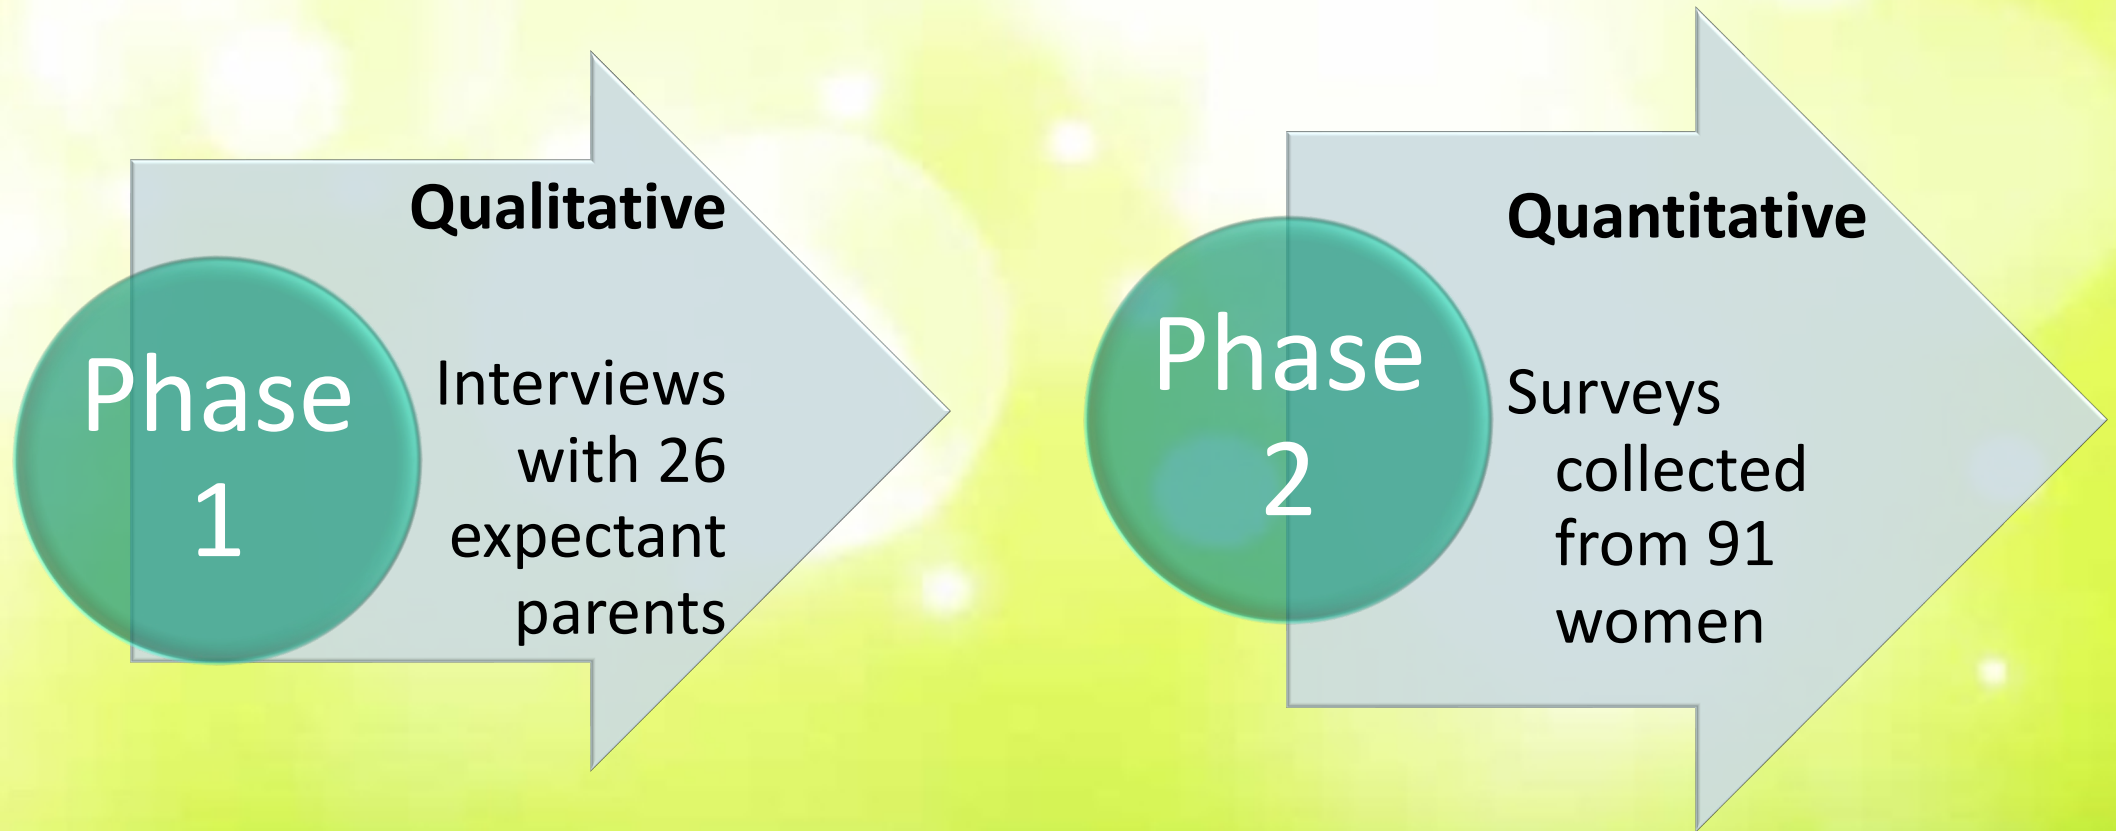 Phase
1
Qualitative
Interviews
with 26
expectant
parents
Phase
2
Quantitative
Surveys
collected
from 91
women